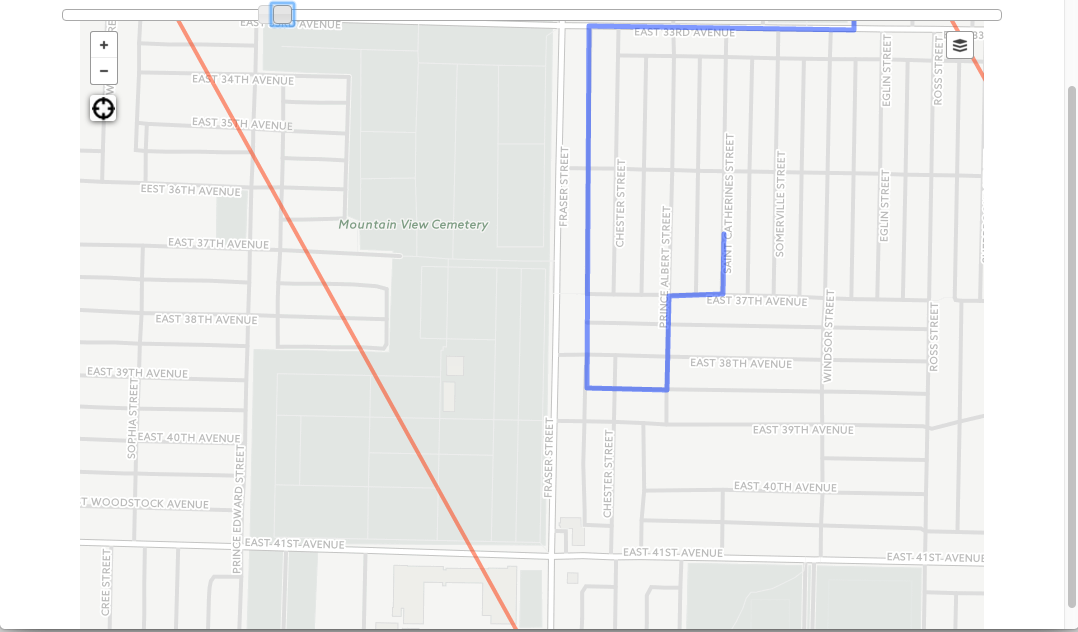 EAST 33RD AVENUE
EAST 33RD AVENUE
33
+
−
EAST 34TH AVENUE
EAST 35TH AVENUE
EGLIN STREET
ROSS STREET
EEST 36TH AVENUE
FRASER STREET
CHESTER STREET
SAINT CATHERINES STREET
SOMERVILLE STREET
EGLIN STREET
Mountain View Cemetery
PRINCE ALBERT STREET
EAST 37TH AVENUE
EAST 37TH AVENUE
EAST 38TH AVENUE
WINDSOR STREET
ROSS STREET
EAST 38TH AVENUE
EAST 39TH AVENUE
SOPHIA STREET
EAST 39TH AVENUE
EAST 40TH AVENUE
FRASER STREET
CHESTER STREET
PRINCE EDWARD STREET
EAST 40TH AVENUE
T WOODSTOCK AVENUE
EAST 41ST AVENUE
EAST 41ST AVENUE
EAST 41ST AVENUE
CREE STREET